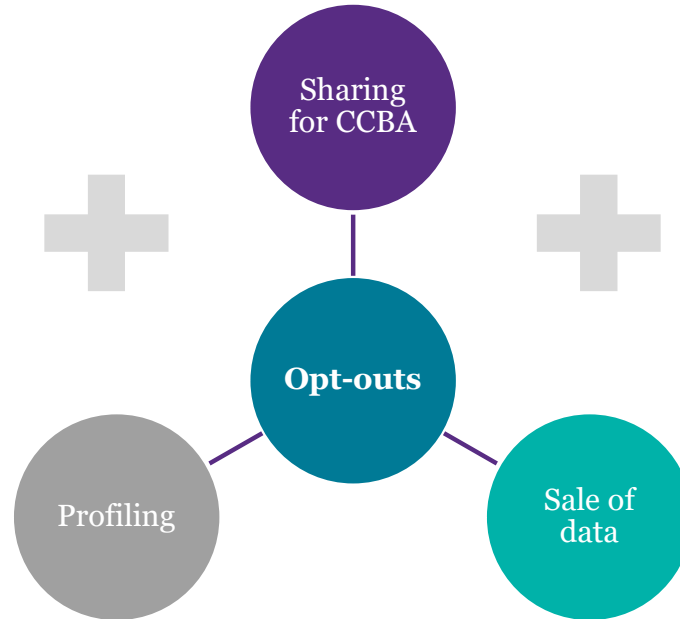 Sharing
for CCBA
Opt-outs
Profiling
Sale of
data